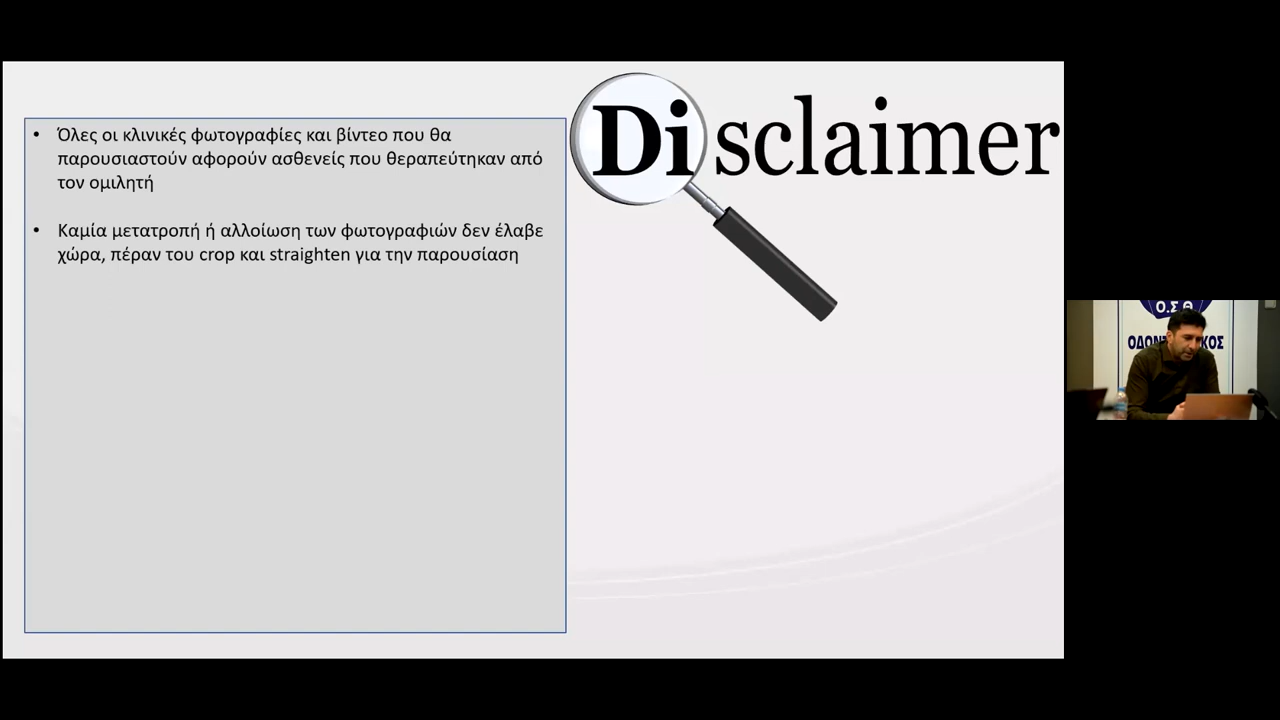 Disclaimer
• Όλες οι κλινικές φωτογραφίες και βίντεο που θα
παρουσιαστούν αφορούν ασθενείς που θεραπεύτηκαν από
τον ομιλητή
• Καμία μετατροπή ή αλλοίωση των φωτογραφιών δεν έλαβε
χώρα, πέραν του crop και straighten για την παρουσίαση
Ο.Σ.Θ